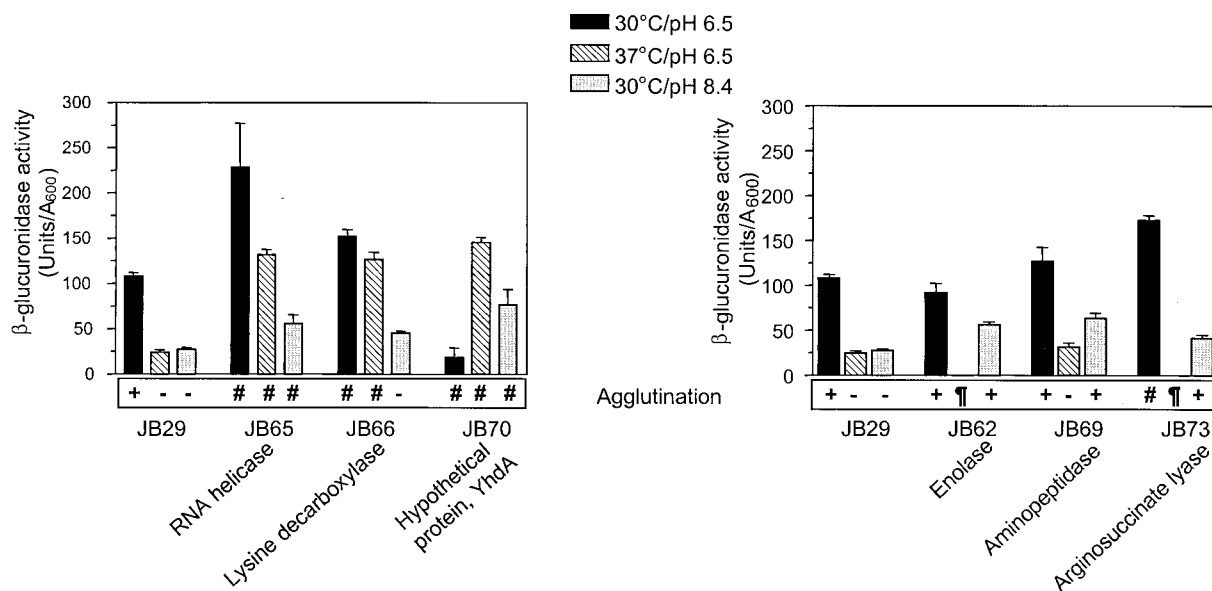 30°C/pH 6.5
37°C/pH 6.5
30°C/pH 8.4
β-glucuronidase activity
(Units/A600)
300
250
200
150
100
50
0
+ - - # # # # # - # # #
JB29 JB65 JB66 JB70
RNA helicase
Lysine decarboxylase
Hypothetical
protein, YhdA
Agglutination
β-glucuronidase activity
(Units/A600)
300
250
200
150
100
50
0
+ - - + ¶ + + - + # ¶ +
JB29 JB62 JB69 JB73
Enolase
Aminopeptidase
Arginosuccinate lyase